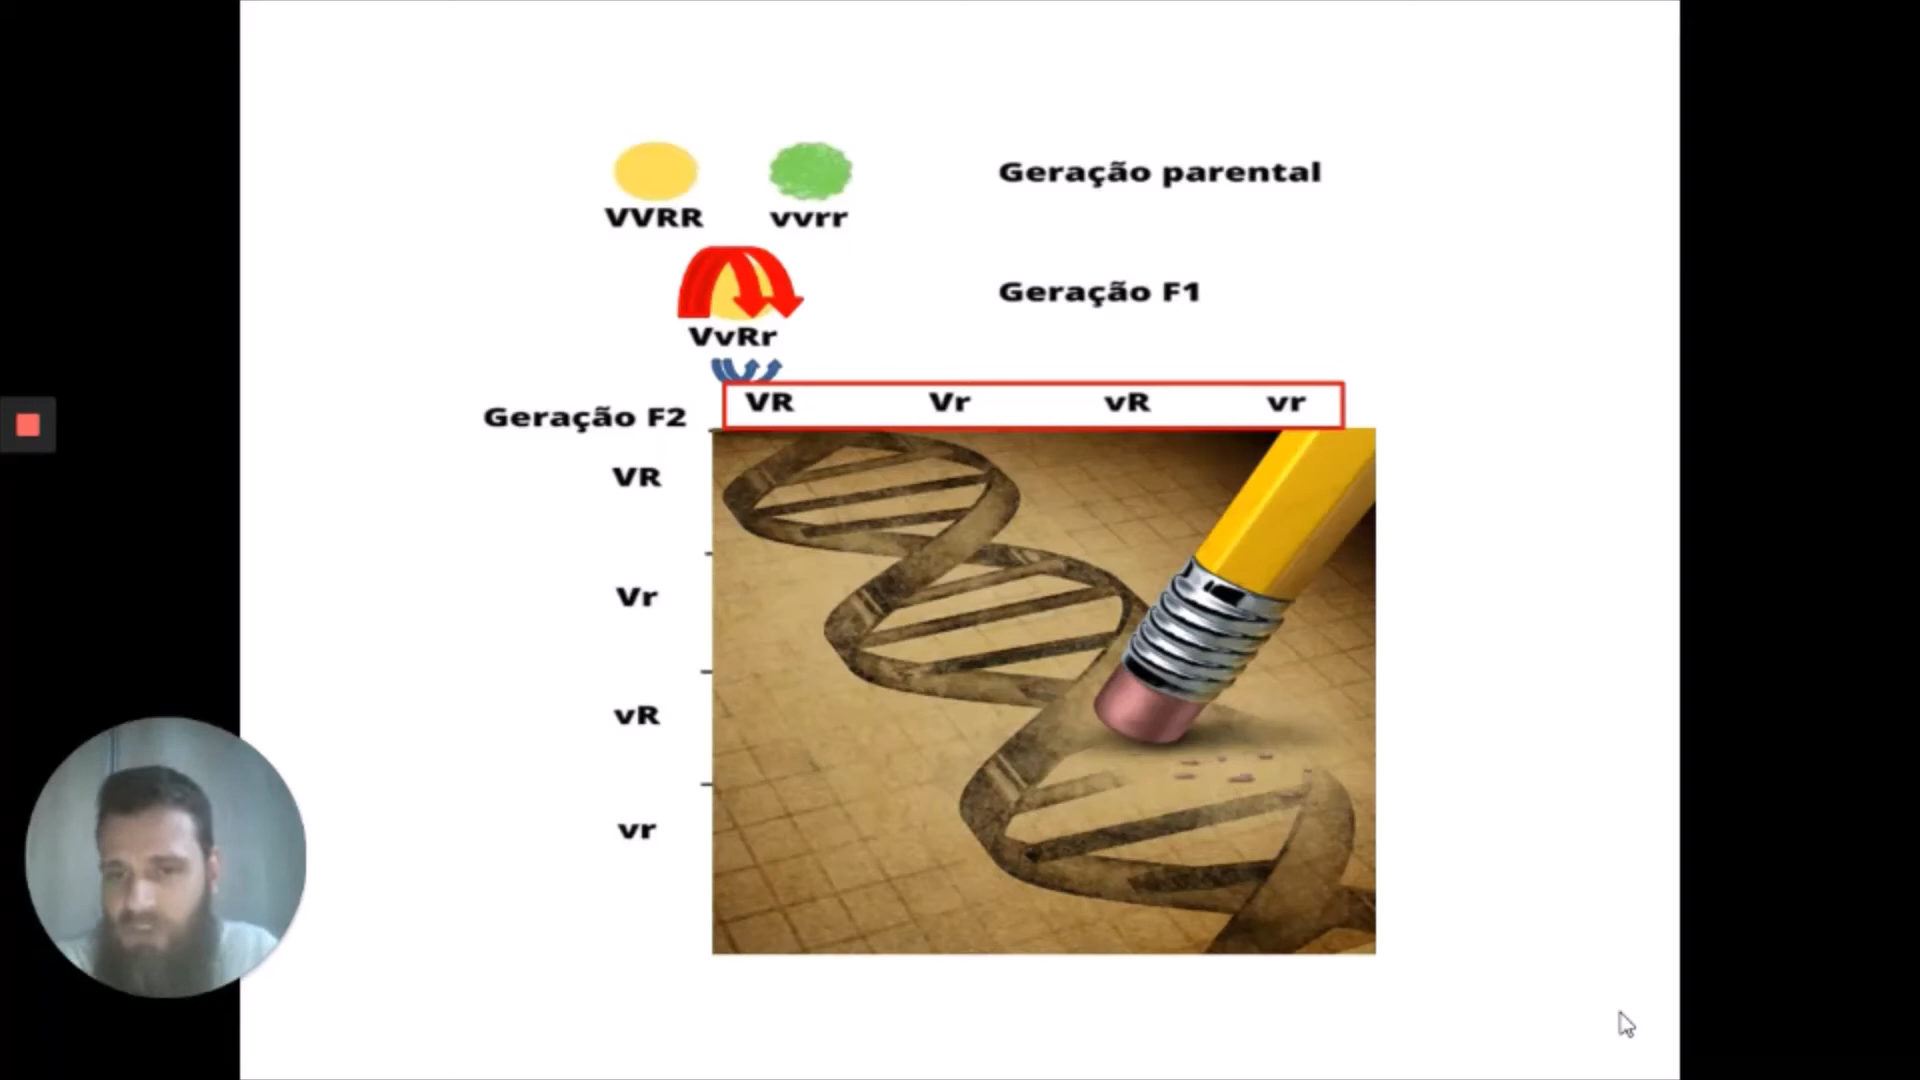 Geração parental
VVRR vvrr
Geração F1
VvRr
VR Vr vR vr
Geração F2
VR
Vr
vR
vr